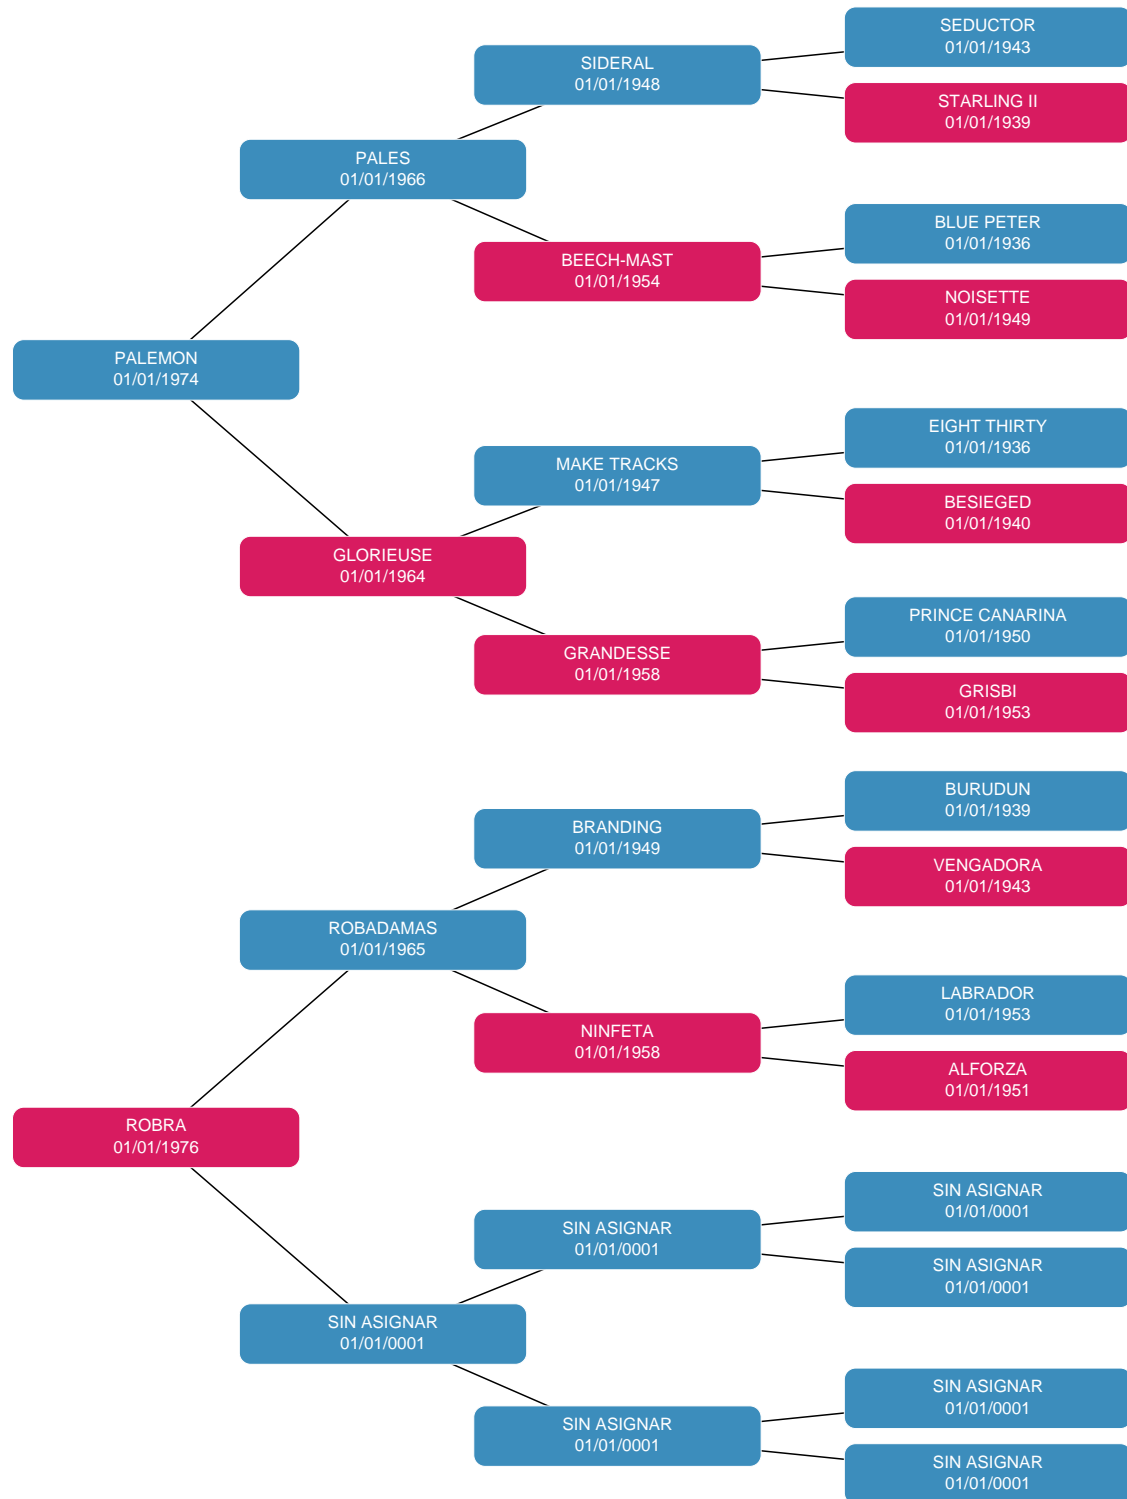 SEDUCTOR
01/01/1943
SIDERAL
01/01/1948
STARLING II
01/01/1939
PALES
01/01/1966
BLUE PETER
01/01/1936
BEECH-MAST
01/01/1954
NOISETTE
01/01/1949
PALEMON
01/01/1974
EIGHT THIRTY
01/01/1936
MAKE TRACKS
01/01/1947
BESIEGED
01/01/1940
GLORIEUSE
01/01/1964
PRINCE CANARINA
01/01/1950
GRANDESSE
01/01/1958
GRISBI
01/01/1953
BURUDUN
01/01/1939
BRANDING
01/01/1949
VENGADORA
01/01/1943
ROBADAMAS
01/01/1965
LABRADOR
01/01/1953
NINFETA
01/01/1958
ALFORZA
01/01/1951
ROBRA
01/01/1976
SIN ASIGNAR
01/01/0001
SIN ASIGNAR
01/01/0001
SIN ASIGNAR
01/01/0001
SIN ASIGNAR
01/01/0001
SIN ASIGNAR
01/01/0001
SIN ASIGNAR
01/01/0001
SIN ASIGNAR
01/01/0001